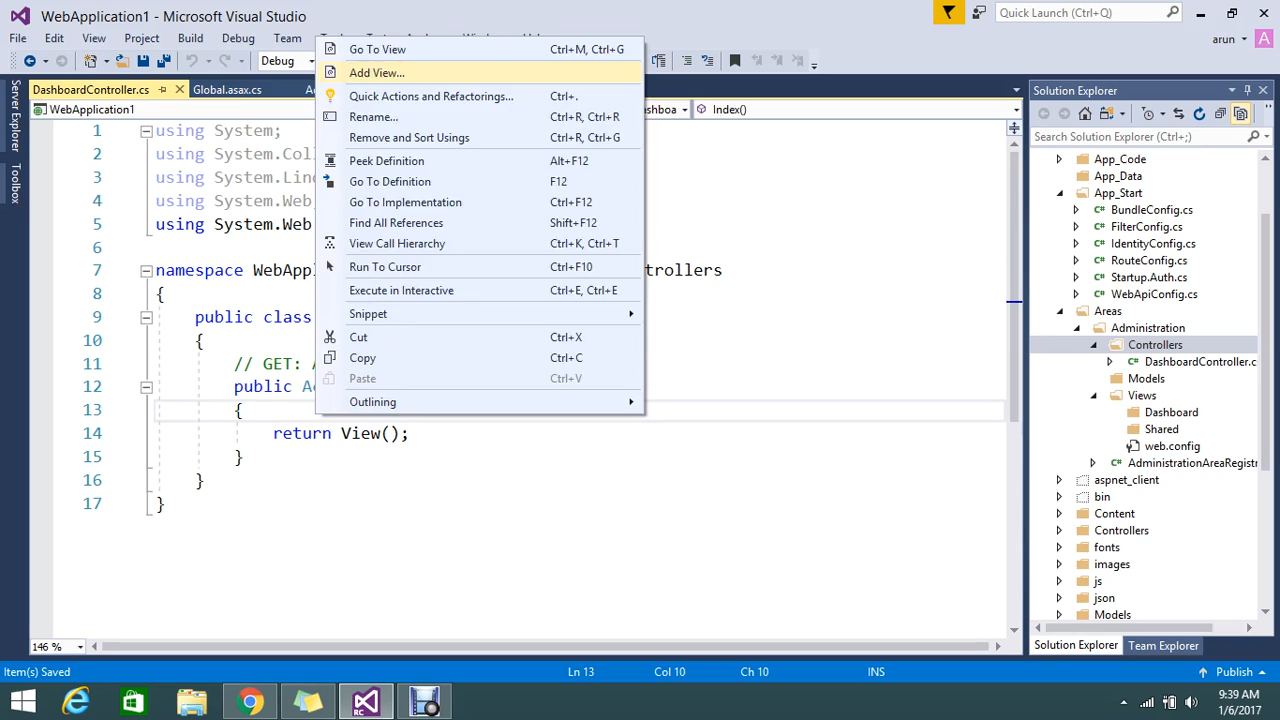 WebApplication1 - Microsoft Visual Studio
Quick Launch (Ctrl+Q)
File Edit View Project Build Debug Team
arun A
Debug
Server Explorer
Toolbox
DashboardController.cs Global.asax.cs
WebApplication1
Index()
1 using System;
2 using System.Coll
3 using System.Linq
4 using System.Web
5 using System.Web
6
7 namespace WebAppl trollers
8 {
9 public class
10 {
11 // GET: A
12 public Ac
13 {
14 return View();
15 }
16 }
17 }
Go To View Ctrl+M, Ctrl+G
Add View...
Quick Actions and Refactorings... Ctrl+.
Rename... Ctrl+R, Ctrl+R
Remove and Sort Usings Ctrl+R, Ctrl+G
Peek Definition Alt+F12
Go To Definition F12
Go To Implementation Ctrl+F12
Find All References Shift+F12
View Call Hierarchy Ctrl+K, Ctrl+T
Run To Cursor Ctrl+F10
Execute in Interactive Ctrl+E, Ctrl+E
Snippet
Cut Ctrl+X
Copy Ctrl+C
Paste Ctrl+V
Outlining
Solution Explorer
Search Solution Explorer (Ctrl+;)
App_Code
App_Data
App_Start
BundleConfig.cs
FilterConfig.cs
IdentityConfig.cs
RouteConfig.cs
Startup.Auth.cs
WebApiConfig.cs
Areas
Administration
Controllers
DashboardController.c
Models
Views
Dashboard
Shared
web.config
AdministrationAreaRegistr
aspnet_client
bin
Content
Controllers
fonts
images
js
json
Models
Solution Explorer Team Explorer
146 %
Item(s) Saved Ln 13 Col 10 Ch 10 INS Publish
RC
9:39 AM
1/6/2017